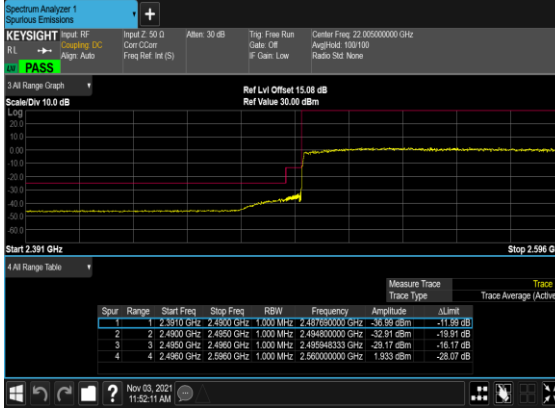 Spectrum Analyzer 1
Spurious Emissions
KEYSIGHT Input: RF Input Z: 50 Ω Atten: 30 dB Trig: Free Run Center Freq: 22.005000000 GHz
RL Coupling: DC Corr CCorr Gate: Off Avg|Hold: 100/100
Align: Auto Freq Ref: Int (S) IF Gain: Low Radio Std: None
PASS
3.All Range Graph Ref Lvl Offset 15.08 dB
Scale/Div 10.0 dB Ref Value 30.00 dBm
Log
20.0
10.0
0.00
-10.0
-20.0
-30.0
-40.0
-50.0
-60.0
Start 2.391 GHz Stop 2.596 G
4.All Range Table
Measure Trace Trace
Trace Type Trace Average (Active
Spur Range Start Freq Stop Freq RBW Frequency Amplitude ΔLimit
1 1 2.3910 GHz 2.4900 GHz 1.000 MHz 2.487690000 GHz -36.99 dBm -11.99 dB
2 2 2.4900 GHz 2.4950 GHz 1.000 MHz 2.494800000 GHz -32.91 dBm -19.91 dB
3 3 2.4950 GHz 2.4960 GHz 1.000 MHz 2.495948333 GHz -29.17 dBm -16.17 dB
4 4 2.4960 GHz 2.5960 GHz 1.000 MHz 2.560000000 GHz 1.933 dBm -28.07 dB
Nov 03, 2021
11:52:11 AM